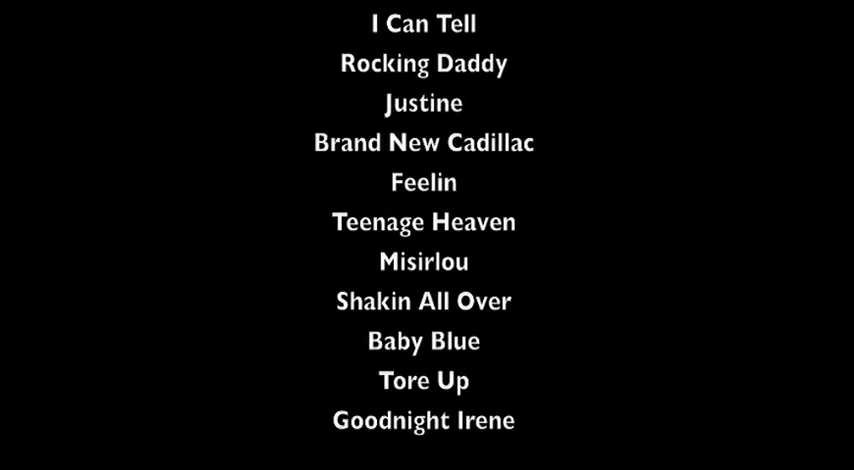 I Can Tell
Rocking Daddy
Justine
Brand New Cadillac
Feelin
Teenage Heaven
Misirlou
Shakin All Over
Baby Blue
Tore Up
Goodnight Irene